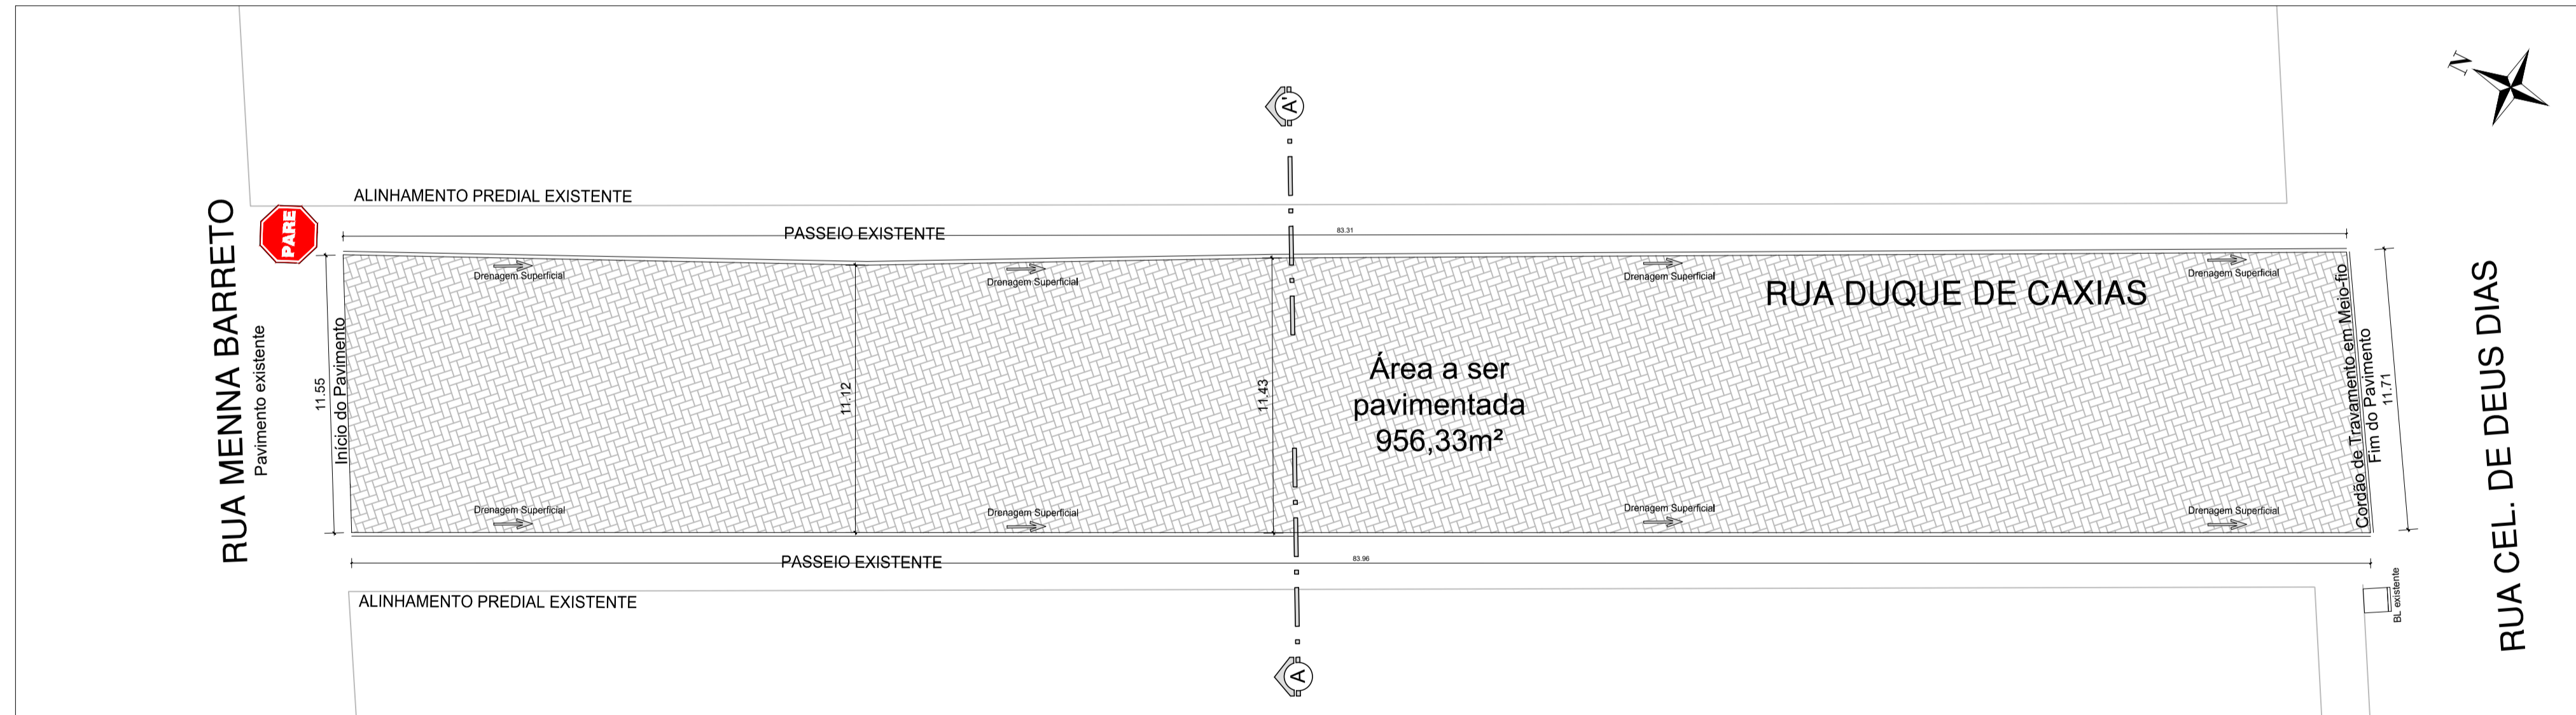 N
A'
ALINHAMENTO PREDIAL EXISTENTE
PARE
PASSEIO EXISTENTE
83.31
RUA MENNA BARRETO
Pavimento existente
11.55
Início do Pavimento
Drenagem Superficial
Drenagem Superficial
Drenagem Superficial
Drenagem Superficial
RUA DUQUE DE CAXIAS
11.12
11.43
Área a ser
pavimentada
956,33m²
Cordão de Travamento em Meio-fio
Fim do Pavimento
11.71
RUA CEL. DE DEUS DIAS
Drenagem Superficial
Drenagem Superficial
Drenagem Superficial
Drenagem Superficial
PASSEIO EXISTENTE
83.96
ALINHAMENTO PREDIAL EXISTENTE
BL existente
A